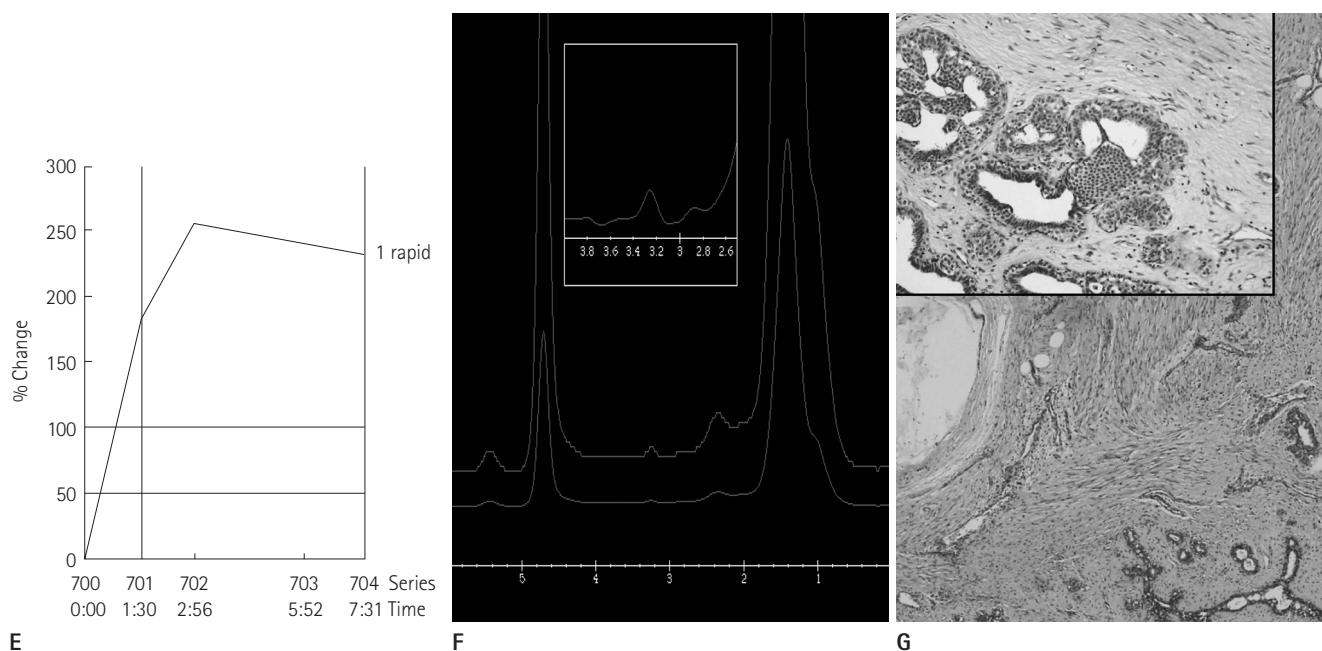 300
250
200
150
100
50
0
% Change
1 rapid
700 701 702 703 704 Series
0:00 1:30 2:56 5:52 7:31 Time
E
3.8 3.6 3.4 3.2 3 2.8 2.6
5 4 3 2 1
F
G